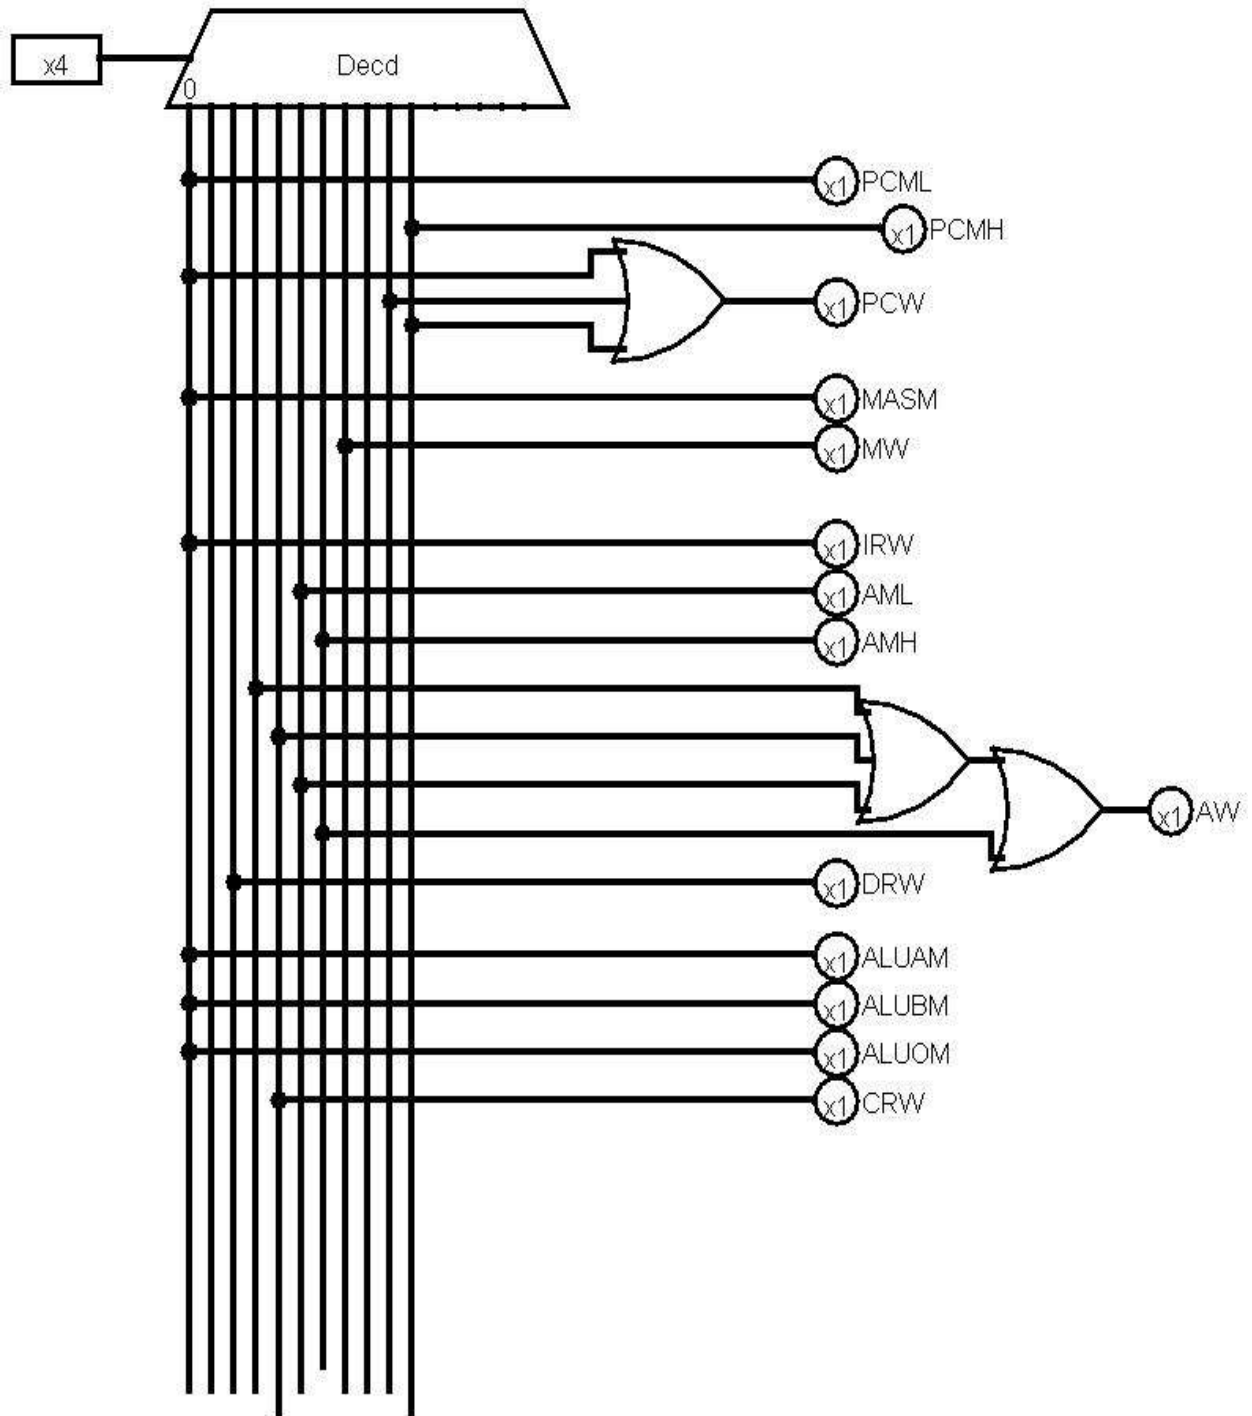 x4
Decd
0
x1 PCML
x1 PCMH
x1 PCW
x1 MASM
x1 MW
x1 IRW
x1 AML
x1 AMH
x1 AW
x1 DRW
x1 ALUAM
x1 ALUBM
x1 ALUOM
x1 CRW